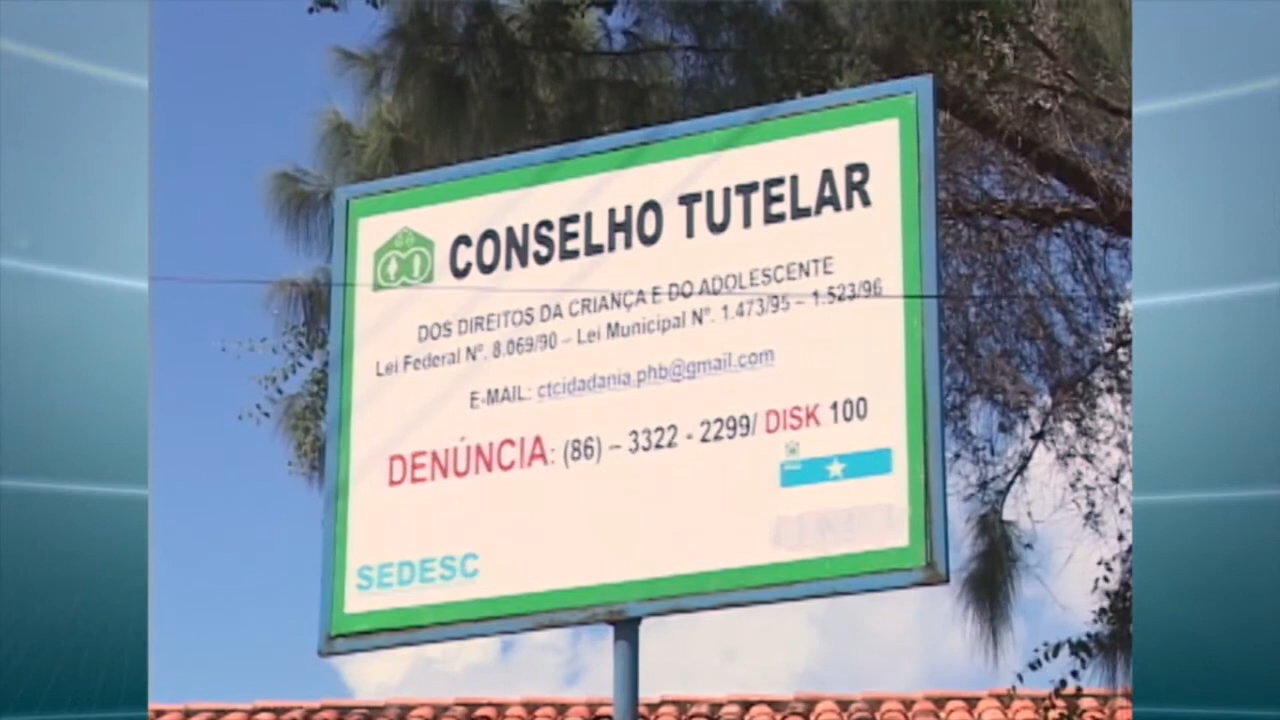 CONSELHO TUTELAR
DOS DIREITOS DA CRIANÇA E DO ADOLESCENTE
Lei Federal Nº. 8.069/90 – Lei Municipal Nº. 1.473/95 – 1.523/96
E-MAIL: ctcidadania.phb@gmail.com
DENÚNCIA: (86) – 3322 - 2299/ DISK 100
SEDESC